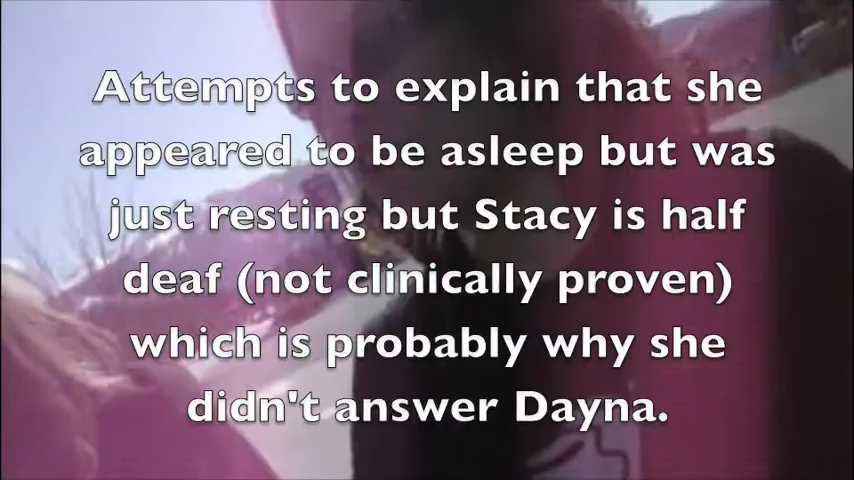 Attempts to explain that she
appeared to be asleep but was
just resting but Stacy is half
deaf (not clinically proven)
which is probably why she
didn't answer Dayna.